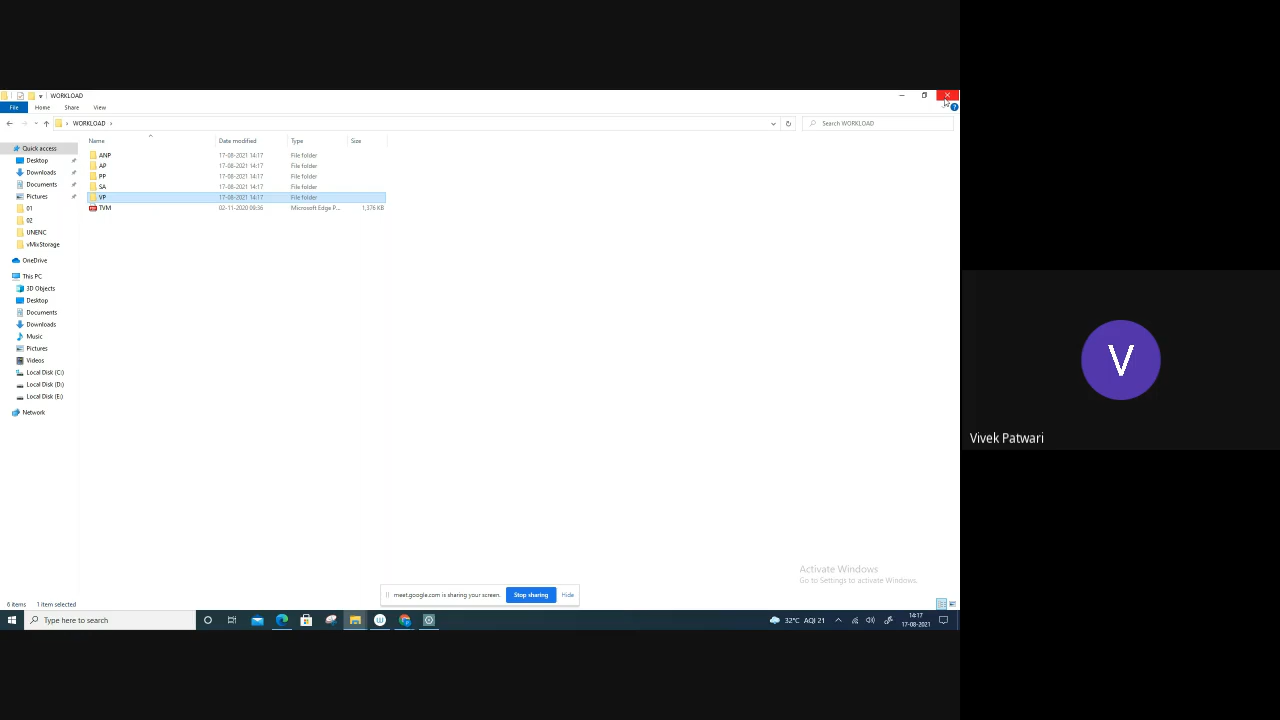 WORKLOAD
File Home Share View
WORKLOAD
Search WORKLOAD
Name Date modified Type Size
Quick access
Desktop
Downloads
Documents
Pictures
01
02
UNENC
vMixStorage
OneDrive
This PC
3D Objects
Desktop
Documents
Downloads
Music
Pictures
Videos
Local Disk (C:)
Local Disk (D:)
Local Disk (E:)
Network
ANP 17-08-2021 14:17 File folder
AP 17-08-2021 14:17 File folder
PP 17-08-2021 14:17 File folder
SA 17-08-2021 14:17 File folder
VP 17-08-2021 14:17 File folder
TVM 02-11-2020 09:36 Microsoft Edge P... 1,376 KB
V
Vivek Patwari
Activate Windows
Go to Settings to activate Windows.
meet.google.com is sharing your screen. Stop sharing Hide
6 items 1 item selected
Type here to search
32°C AQI 21
14:17
17-08-2021